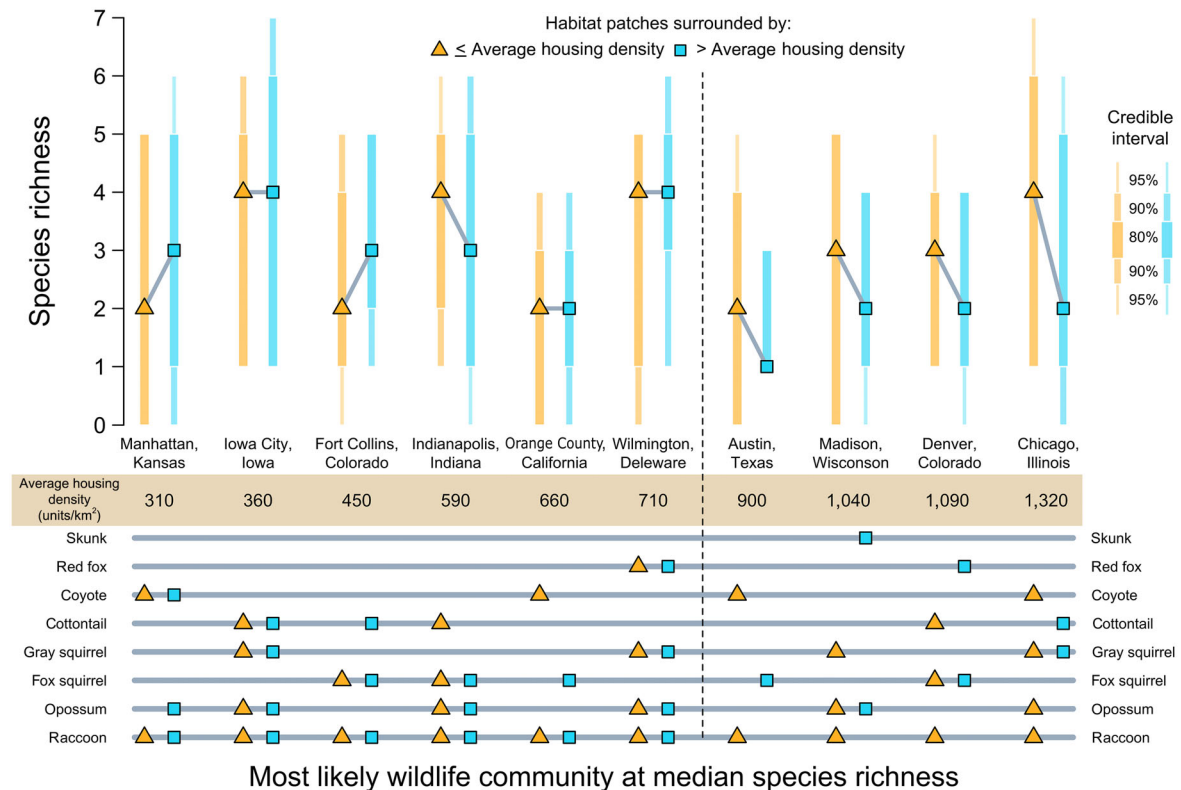 Habitat patches surrounded by:
≤ Average housing density > Average housing density
Species richness
7
6
5
4
3
2
1
0
Credible
interval
95%
90%
80%
90%
95%
Manhattan, Iowa City, Fort Collins, Indianapolis, Orange County, Wilmington, Austin, Madison, Denver, Chicago,
Kansas Iowa Colorado Indiana California Deleware Texas Wisconson Colorado Illinois
Average housing
density
(units/km²)
310 360 450 590 660 710 900 1,040 1,090 1,320
Skunk Skunk
Red fox Red fox
Coyote Coyote
Cottontail Cottontail
Gray squirrel Gray squirrel
Fox squirrel Fox squirrel
Opossum Opossum
Raccoon Raccoon
Most likely wildlife community at median species richness